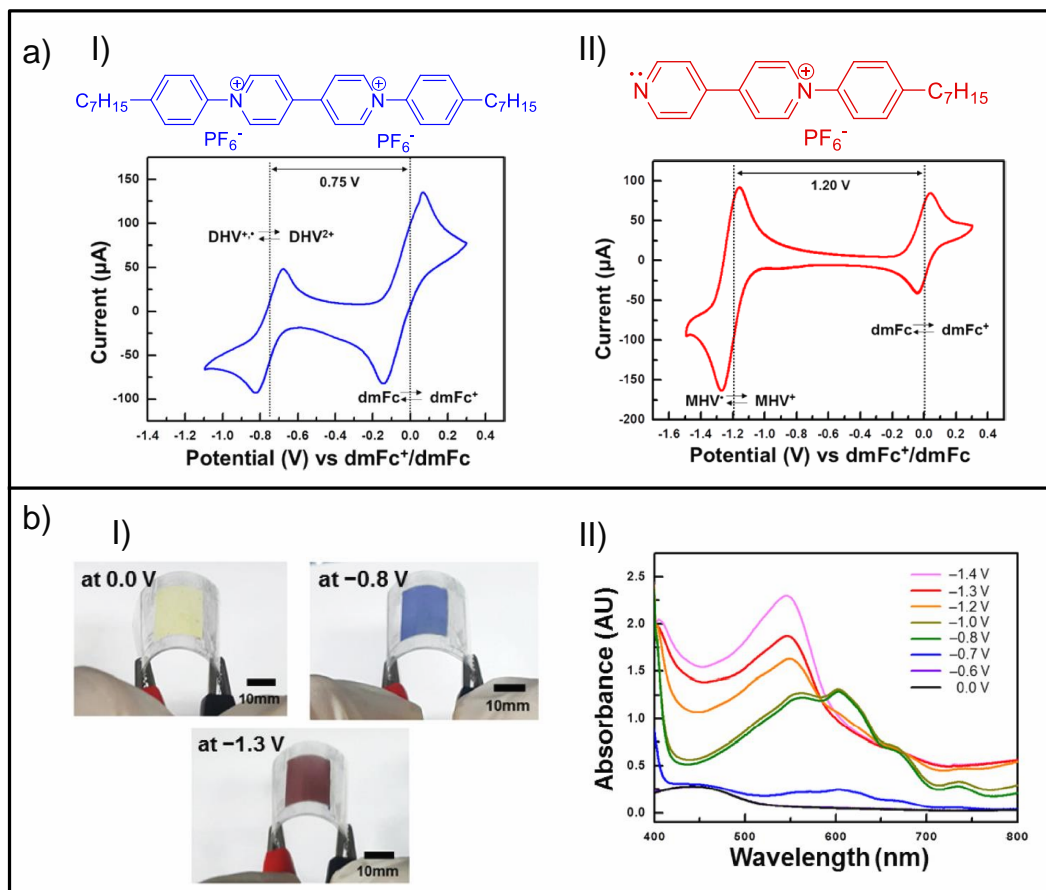 a)
I)
C7H15
N
+
+
N
C7H15
PF6-
PF6-
150
125
100
75
50
25
0
-25
-50
-75
-100
Current (µA)
0.75 V
DHV+,• DHV2+
dmFc dmFc+
-1.4 -1.2 -1.0 -0.8 -0.6 -0.4 -0.2 0.0 0.2 0.4
Potential (V) vs dmFc+/dmFc
II)
N
+
N
C7H15
PF6-
100
50
0
-50
-100
-150
-200
Current (µA)
1.20 V
dmFc dmFc+
MHV• MHV+
-1.6 -1.4 -1.2 -1.0 -0.8 -0.6 -0.4 -0.2 0.0 0.2 0.4
Potential (V) vs dmFc+/dmFc
b)
I)
at 0.0 V
10mm
at −0.8 V
10mm
at −1.3 V
10mm
II)
2.5
2.0
1.5
1.0
0.5
0.0
Absorbance (AU)
−1.4 V
−1.3 V
−1.2 V
−1.0 V
−0.8 V
−0.7 V
−0.6 V
0.0 V
400 500 600 700 800
Wavelength (nm)